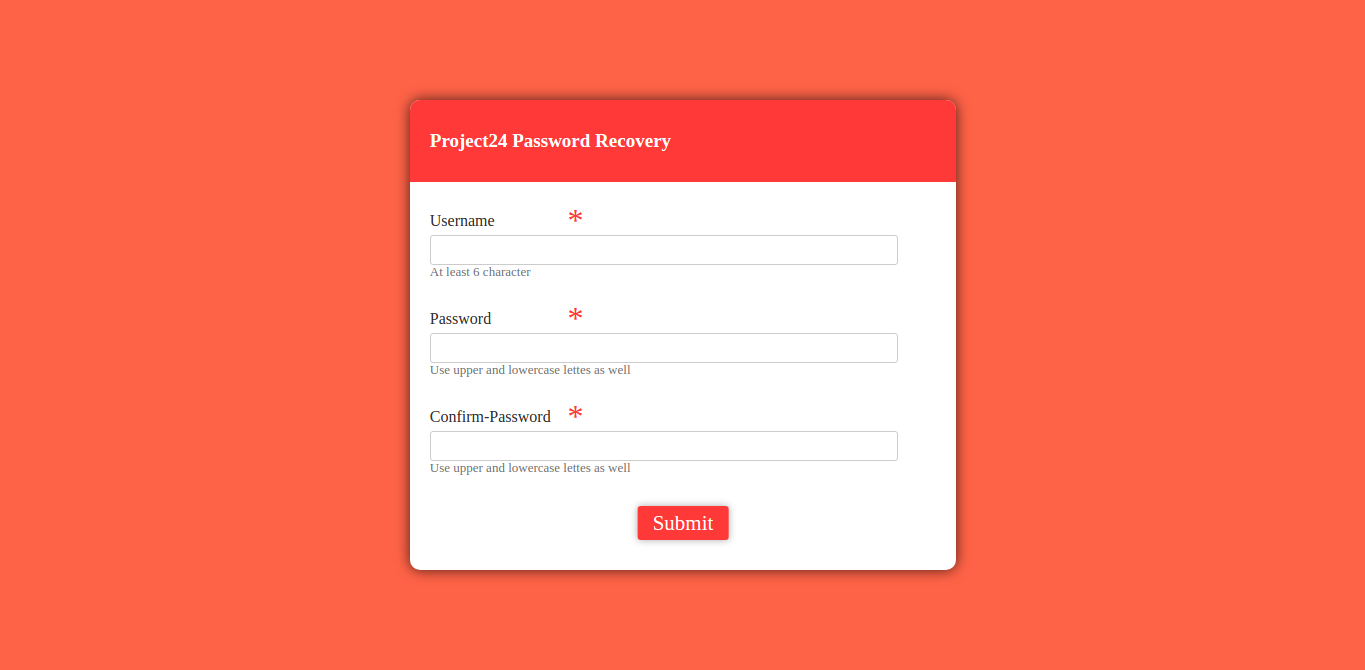 Project24 Password Recovery
Username *
At least 6 character
Password *
Use upper and lowercase lettes as well
Confirm-Password *
Use upper and lowercase lettes as well
Submit